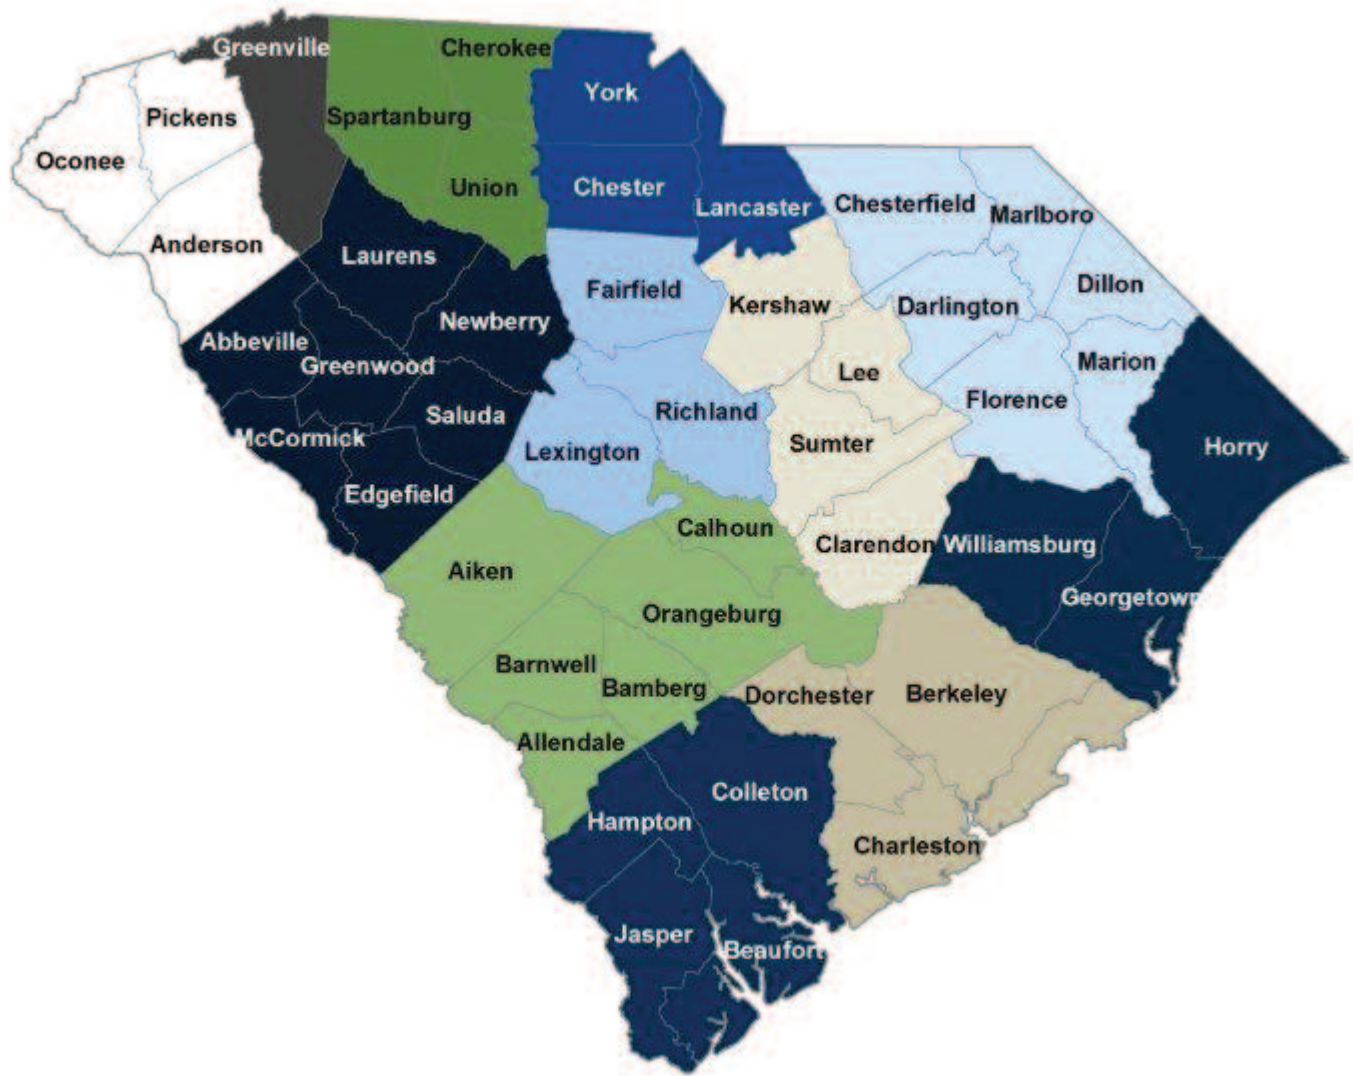 Greenville
Cherokee
York
Pickens
Spartanburg
Oconee
Union
Chester
Lancaster
Chesterfield
Marlboro
Anderson
Laurens
Fairfield
Kershaw
Darlington
Dillon
Newberry
Abbeville
Greenwood
Marion
Lee
Saluda
Richland
Florence
McCormick
Lexington
Sumter
Horry
Edgefield
Calhoun
Clarendon
Williamsburg
Aiken
Orangeburg
Georgetown
Barnwell
Bamberg
Dorchester
Berkeley
Allendale
Colleton
Hampton
Charleston
Jasper
Beaufort